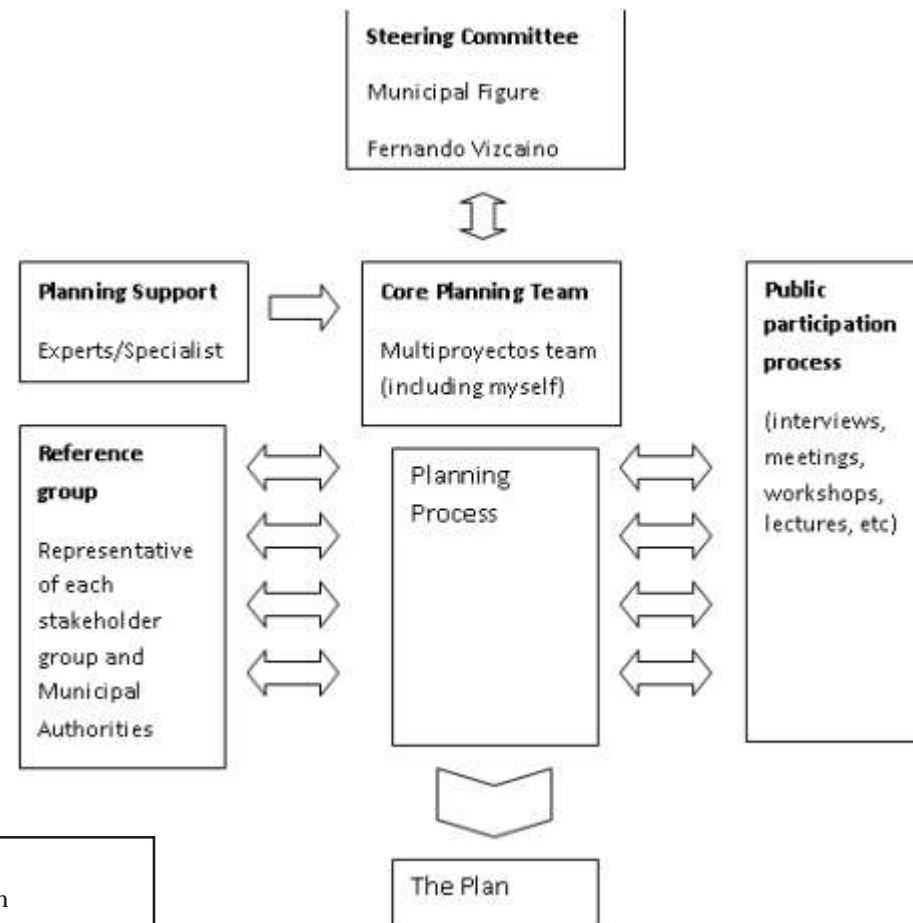 Steering Committee
Municipal Figure
Fernando Vizcaino
Planning Support
Experts/Specialist
Core Planning Team
Multiproyectos team
(including myself)
Public
participation
process
(interviews,
meetings,
workshops,
lectures, etc)
Reference
group
Representative
of each
stakeholder
group and
Municipal
Authorities
Planning
Process
The Plan